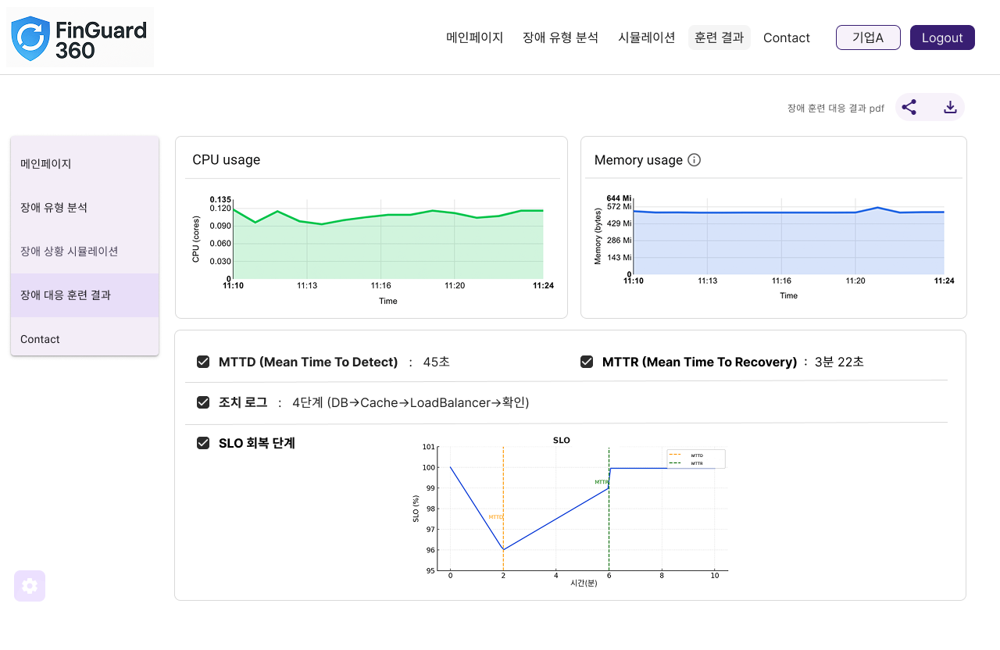 FinGuard
360
메인페이지 장애 유형 분석 시뮬레이션 훈련 결과 Contact 기업A Logout
장애 훈련 대응 결과 pdf
메인페이지
장애 유형 분석
장애 상황 시뮬레이션
장애 대응 훈련 결과
Contact
CPU usage
0.135
0.120
0.090
0.060
0.030
0
CPU (cores)
11:10 11:13 11:16 11:20 11:24
Time
Memory usage
644 Mi
572 Mi
429 Mi
286 Mi
143 Mi
0
Memory (bytes)
11:10 11:13 11:16 11:20 11:24
Time
MTTD (Mean Time To Detect) : 45초
MTTR (Mean Time To Recovery) : 3분 22초
조치 로그 : 4단계 (DB→Cache→LoadBalancer→확인)
SLO 회복 단계
SLO
101
100
99
98
97
96
95
SLO (%)
MTTD
MTTR
MTTD
MTTR
0 2 4 6 8 10
시간(분)